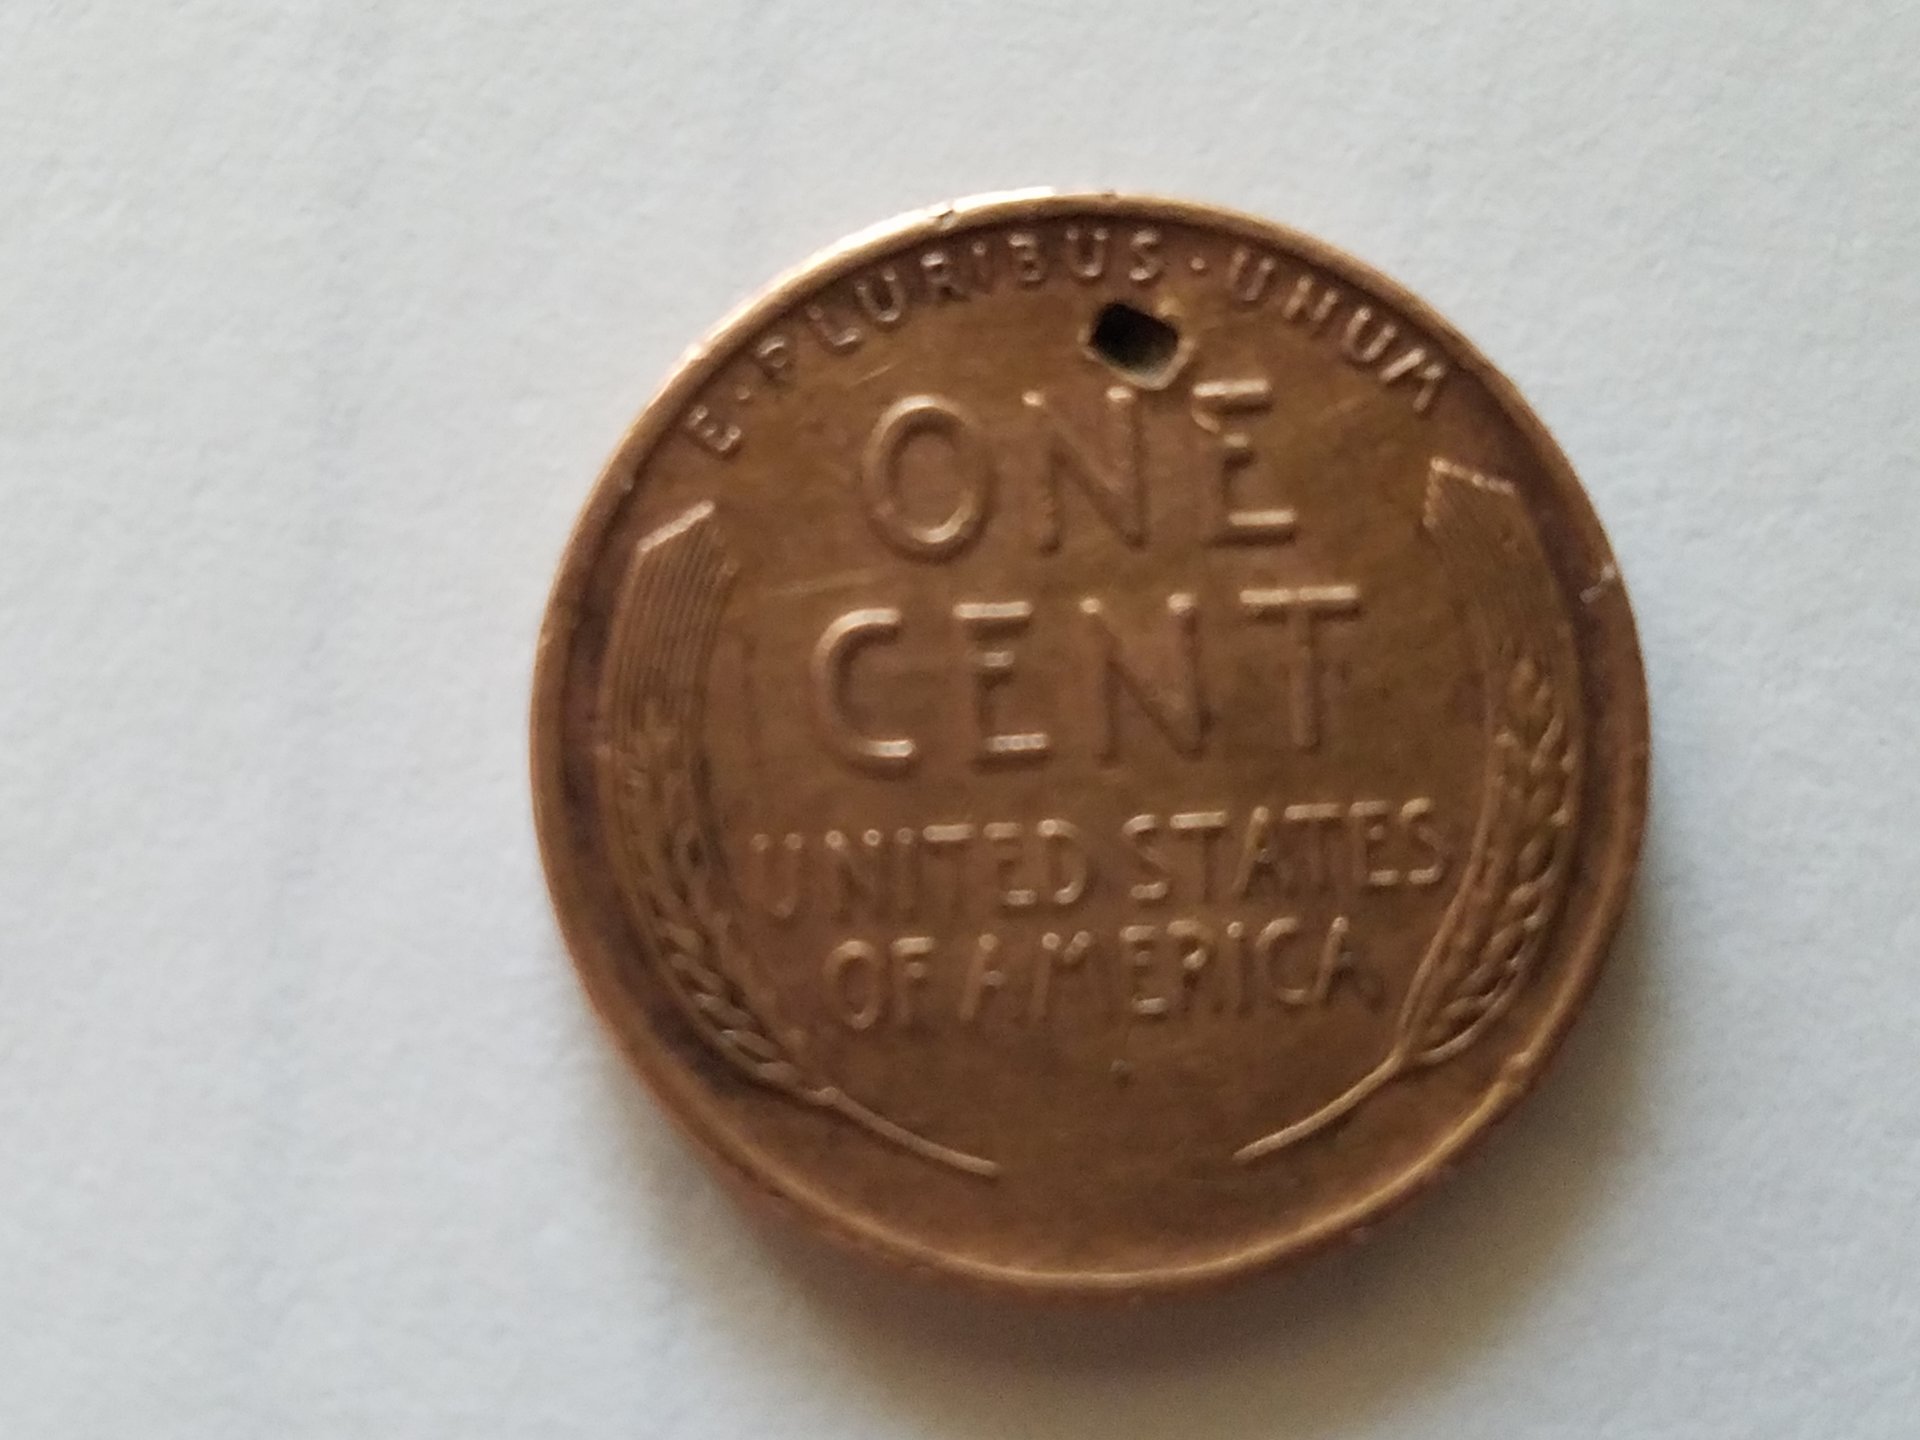 E·PLURIBUS·UNUM
ONE
CENT
UNITED STATES
OF AMERICA